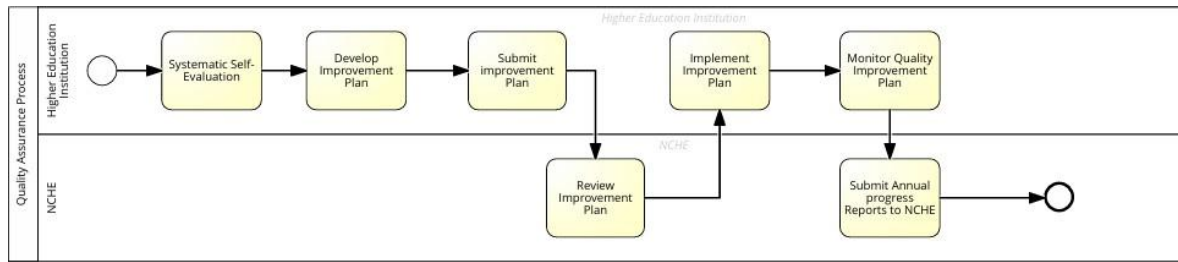 Quality Assurance Process
Higher Education
Institution
Higher Education Institution
Systematic Self-
Evaluation
Develop
Improvement
Plan
Submit
improvement
Plan
Implement
Improvement
Plan
Monitor Quality
Improvement
Plan
NCHE
NCHE
Review
Improvement
Plan
Submit Annual
progress
Reports to NCHE